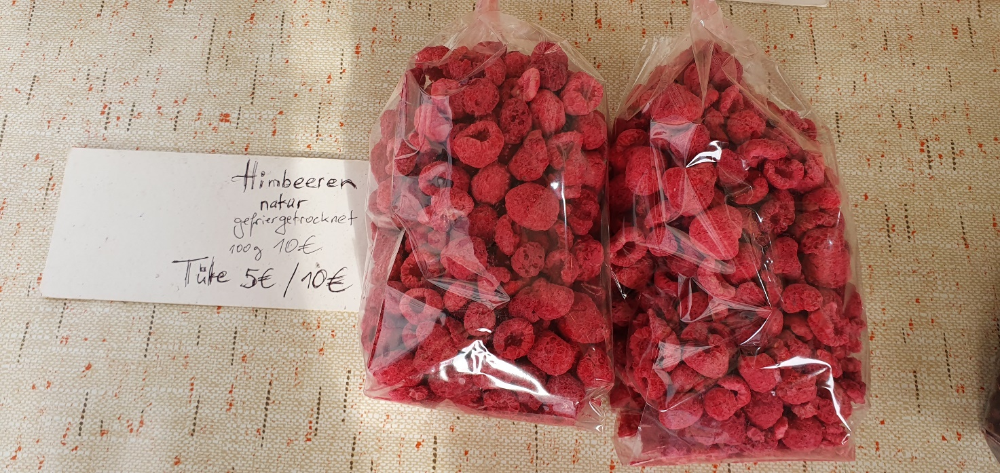 Himbeeren
natur
gefriergetrocknet
100g 10€
Tüte 5€ / 10€